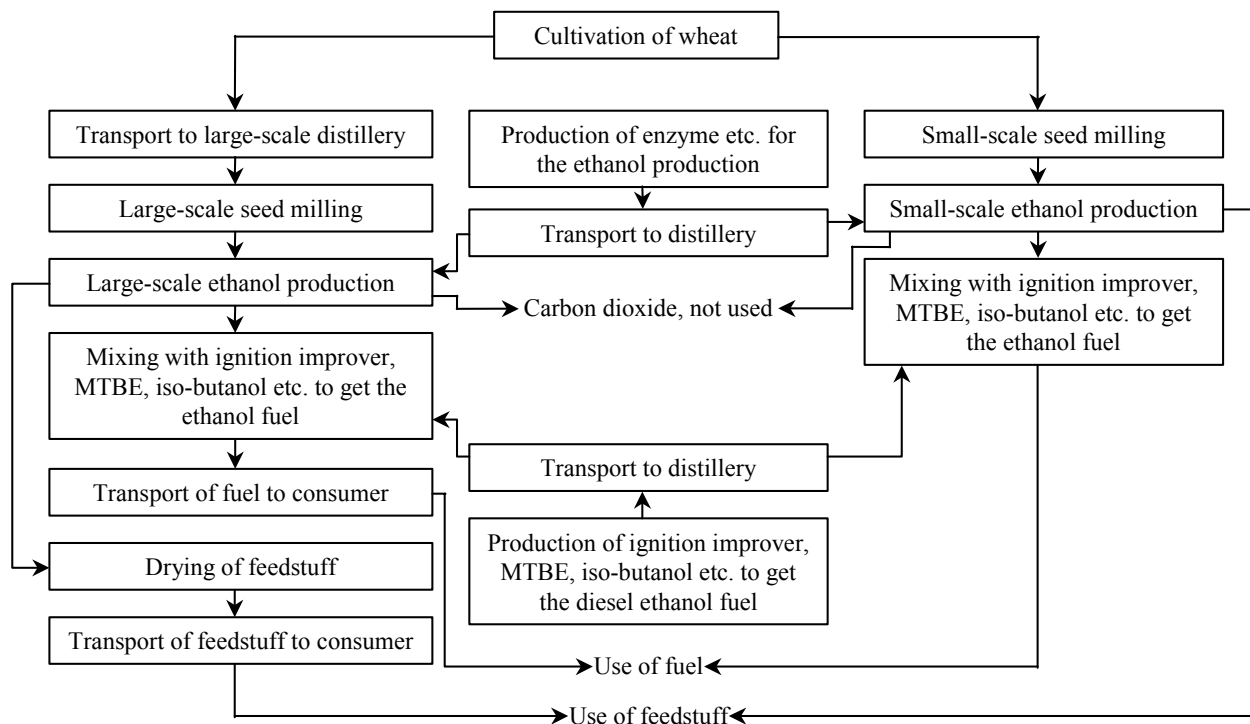 Cultivation of wheat
Transport to large-scale distillery
Production of enzyme etc. for
the ethanol production
Small-scale seed milling
Large-scale seed milling
Transport to distillery
Small-scale ethanol production
Large-scale ethanol production
Carbon dioxide, not used
Mixing with ignition improver,
MTBE, iso-butanol etc. to get
the ethanol fuel
Mixing with ignition improver,
MTBE, iso-butanol etc. to get the
ethanol fuel
Transport to distillery
Transport of fuel to consumer
Production of ignition improver,
MTBE, iso-butanol etc. to get
the diesel ethanol fuel
Drying of feedstuff
Transport of feedstuff to consumer
Use of fuel
Use of feedstuff